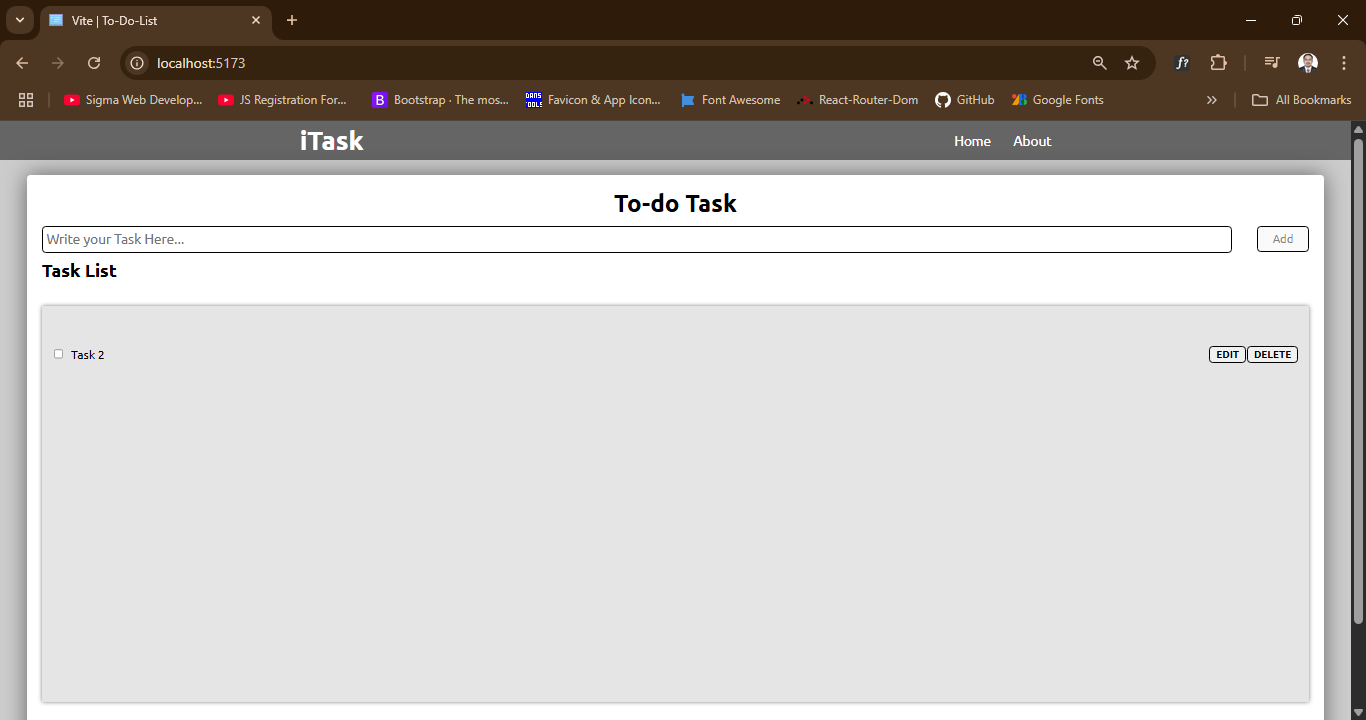 Vite | To-Do-List
localhost:5173
f?
Sigma Web Develop...
JS Registration For...
B Bootstrap · The mos...
DANS TOOLS Favicon & App Icon...
Font Awesome
React-Router-Dom
GitHub
Google Fonts
All Bookmarks
iTask
Home About
To-do Task
Write your Task Here...
Add
Task List
Task 2
EDIT DELETE